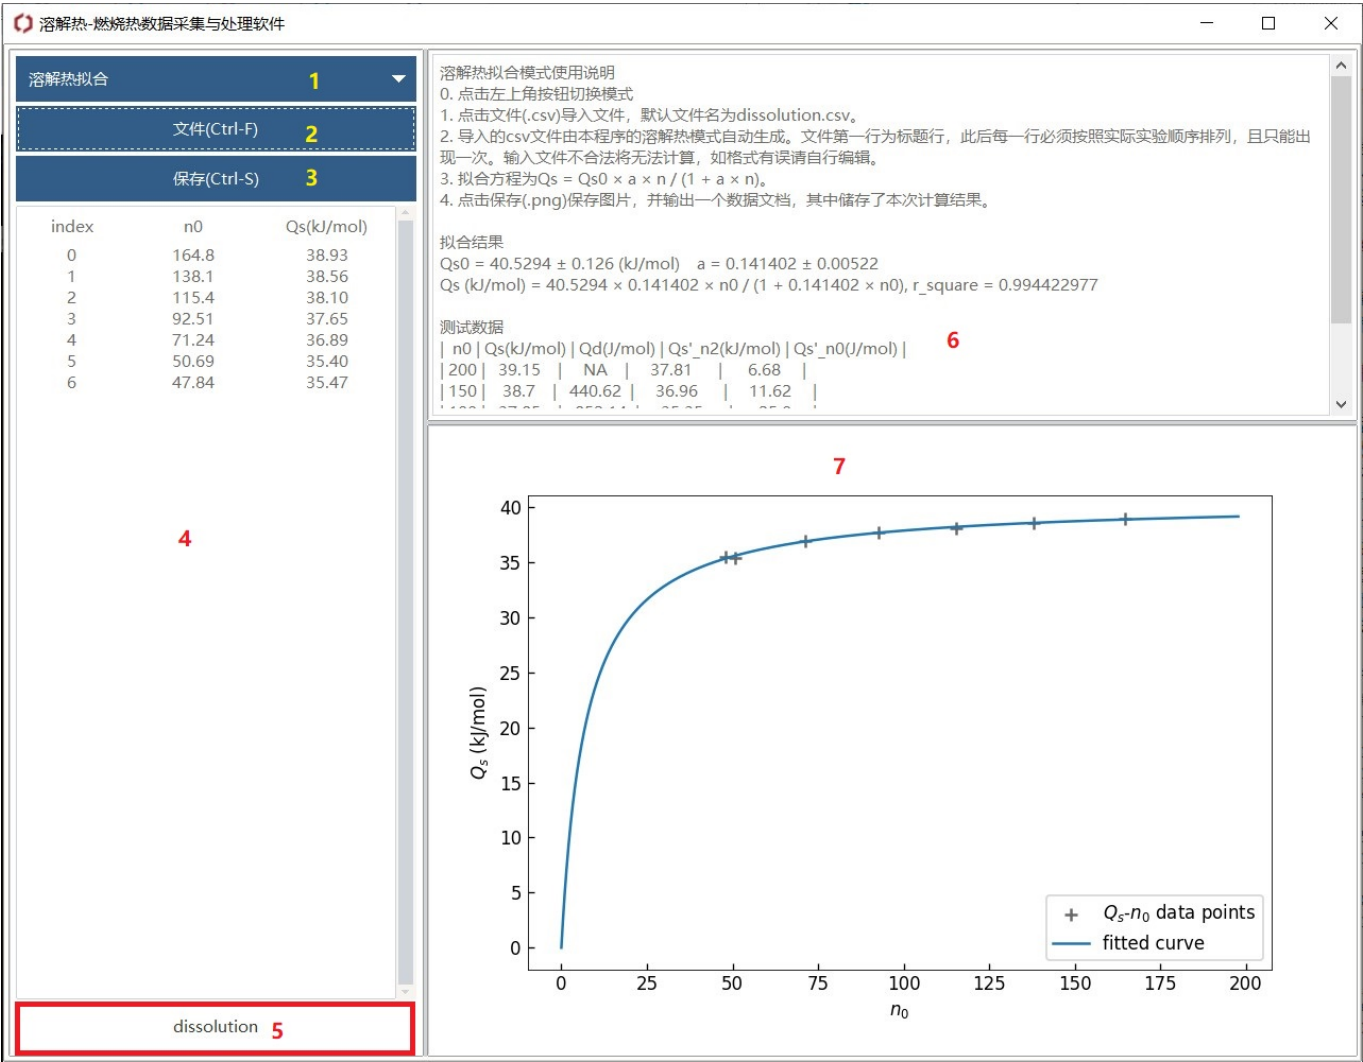 溶解热-燃烧热数据采集与处理软件
溶解热拟合 1
文件(Ctrl-F) 2
保存(Ctrl-S) 3
index n0 Qs(kJ/mol)
0 164.8 38.93
1 138.1 38.56
2 115.4 38.10
3 92.51 37.65
4 71.24 36.89
5 50.69 35.40
6 47.84 35.47
4
dissolution 5
溶解热拟合模式使用说明
0. 点击左上角按钮切换模式
1. 点击文件(.csv)导入文件，默认文件名为dissolution.csv。
2. 导入的csv文件由本程序的溶解热模式自动生成。文件第一行为标题行，此后每一行必须按照实际实验顺序排列，且只能出
现一次。输入文件不合法将无法计算，如格式有误请自行编辑。
3. 拟合方程为Qs = Qs0 × a × n / (1 + a × n)。
4. 点击保存(.png)保存图片，并输出一个数据文档，其中储存了本次计算结果。
拟合结果
Qs0 = 40.5294 ± 0.126 (kJ/mol) a = 0.141402 ± 0.00522
Qs (kJ/mol) = 40.5294 × 0.141402 × n0 / (1 + 0.141402 × n0), r_square = 0.994422977
测试数据
6
| n0 | Qs(kJ/mol) | Qd(J/mol) | Qs'_n2(kJ/mol) | Qs'_n0(J/mol) |
| 200 | 39.15 | NA | 37.81 | 6.68 |
| 150 | 38.7 | 440.62 | 36.96 | 11.62 |
7
40
35
30
25
20
15
10
5
0
Qs (kJ/mol)
Qs-n0 data points
fitted curve
0 25 50 75 100 125 150 175 200
n0